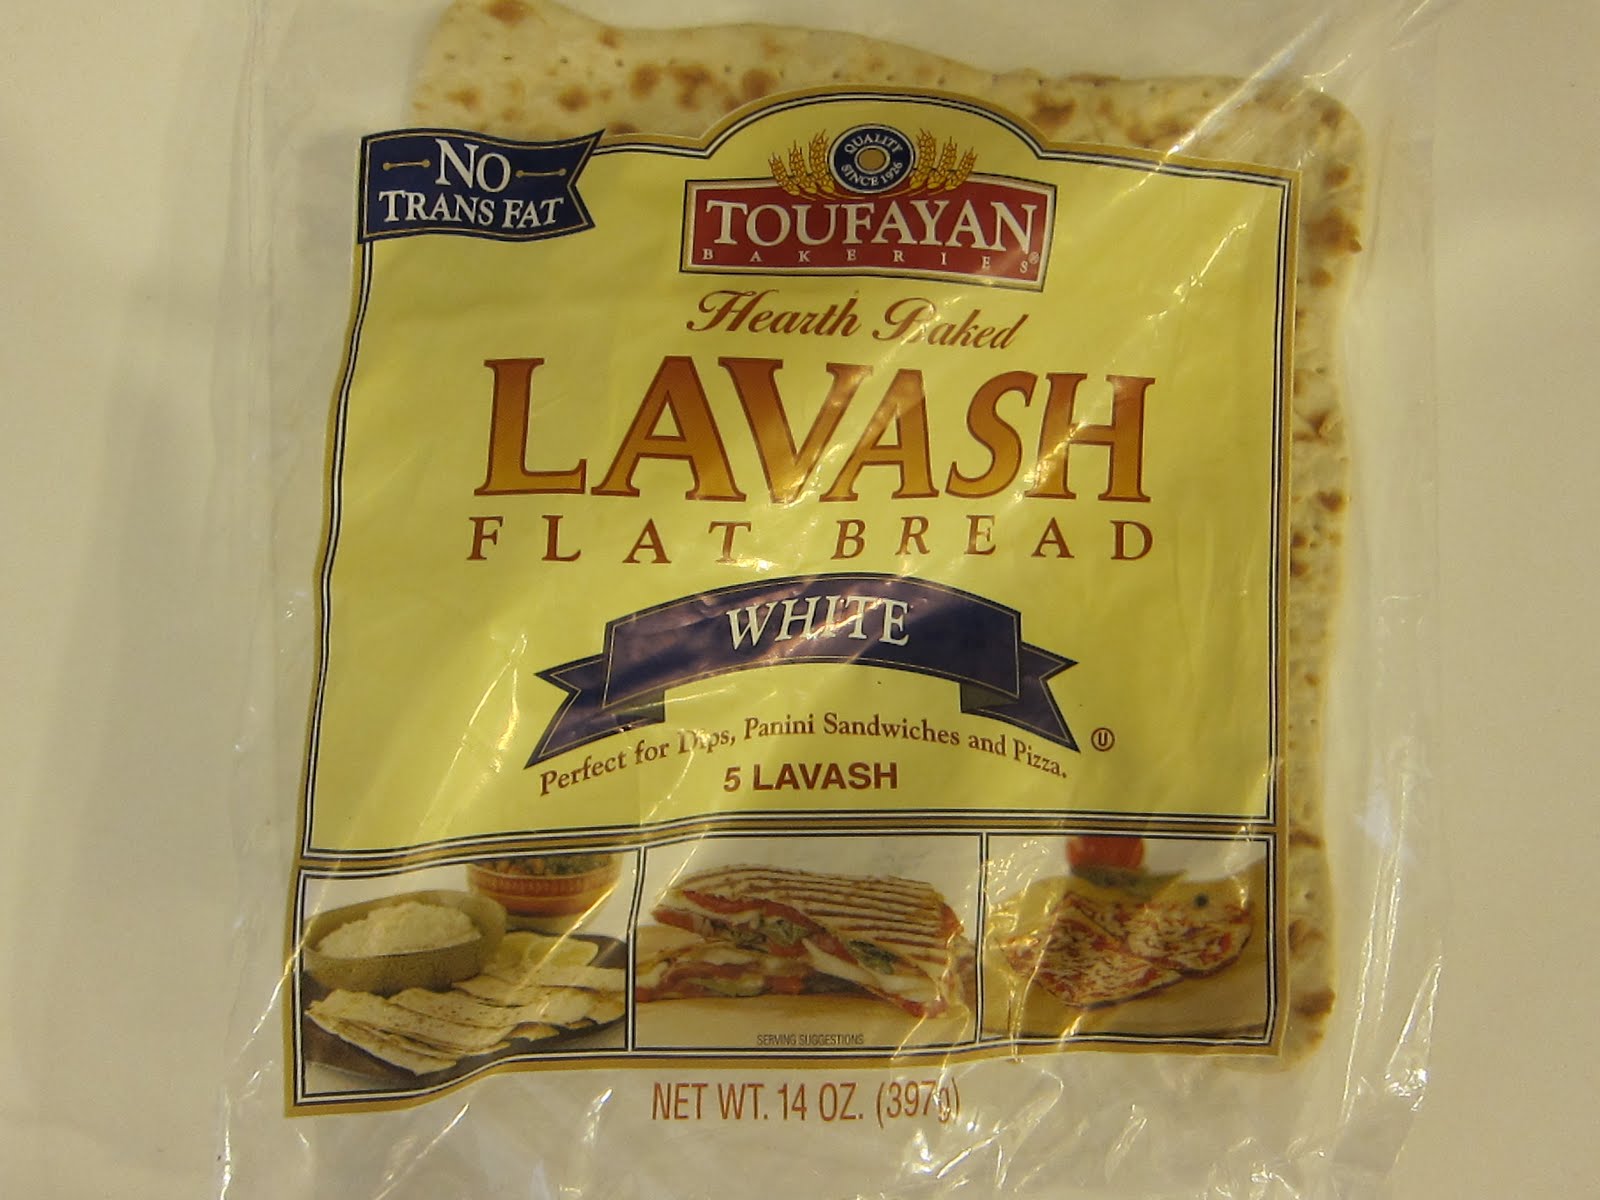 NO
TRANS FAT
QUALITY
SINCE 1926
TOUFAYAN
BAKERIES®
Hearth Baked
LAVASH
FLAT BREAD
WHITE
Perfect for Dips, Panini Sandwiches and Pizza.
U
5 LAVASH
SERVING SUGGESTIONS
NET WT. 14 OZ. (397g)